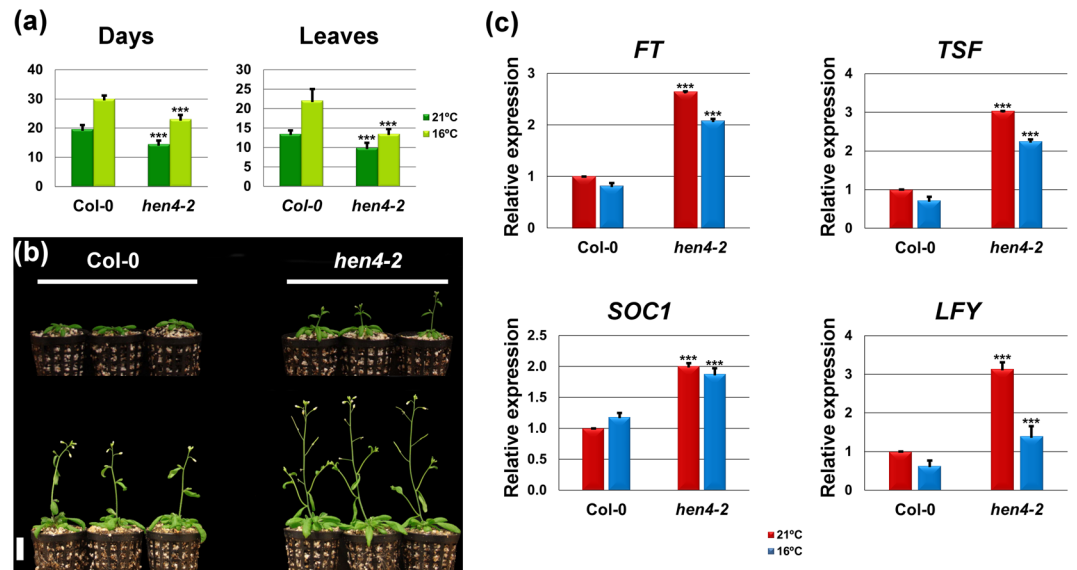 (a)
Days
40
30
20
10
0
Col-0
hen4-2
Leaves
25
20
15
10
5
0
Col-0
hen4-2
***
***
***
***
21ºC
16ºC
(b)
Col-0
hen4-2
(c)
FT
Relative expression
3
2
1
0
***
***
Col-0
hen4-2
TSF
Relative expression
4
3
2
1
0
***
***
Col-0
hen4-2
SOC1
Relative expression
2.5
2.0
1.5
1.0
0.5
0.0
***
***
Col-0
hen4-2
LFY
Relative expression
4
3
2
1
0
***
***
Col-0
hen4-2
21ºC
16ºC